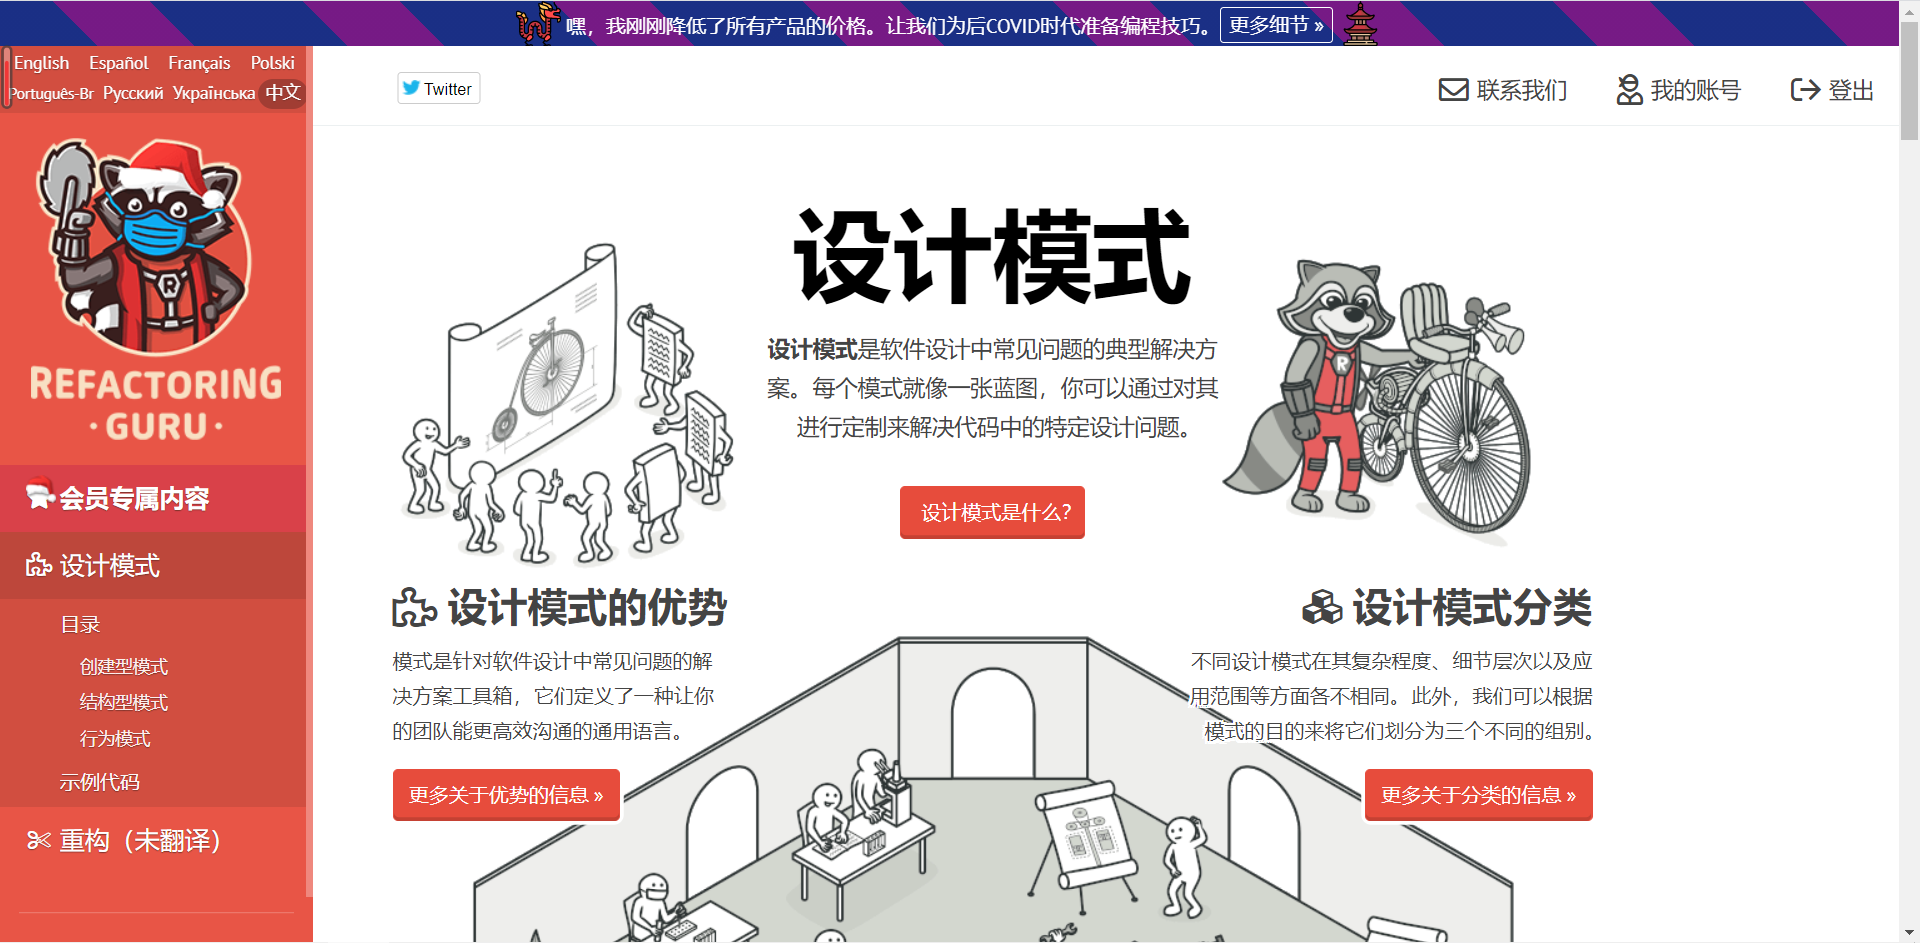 嘿，我刚刚降低了所有产品的价格。让我们为后COVID时代准备编程技巧。 更多细节 »
English Español Français Polski
Português-Br Русский Українська 中文
Twitter
联系我们 我的账号 登出
R
REFACTORING
· GURU ·
会员专属内容
设计模式
目录
创建型模式
结构型模式
行为模式
示例代码
重构（未翻译）
设计模式
设计模式是软件设计中常见问题的典型解决方
案。每个模式就像一张蓝图，你可以通过对其
进行定制来解决代码中的特定设计问题。
设计模式是什么？
R
设计模式的优势
模式是针对软件设计中常见问题的解
决方案工具箱，它们定义了一种让你
的团队能更高效沟通的通用语言。
更多关于优势的信息 »
设计模式分类
不同设计模式在其复杂程度、细节层次以及应
用范围等方面各不相同。此外，我们可以根据
模式的目的来将它们划分为三个不同的组别。
更多关于分类的信息 »